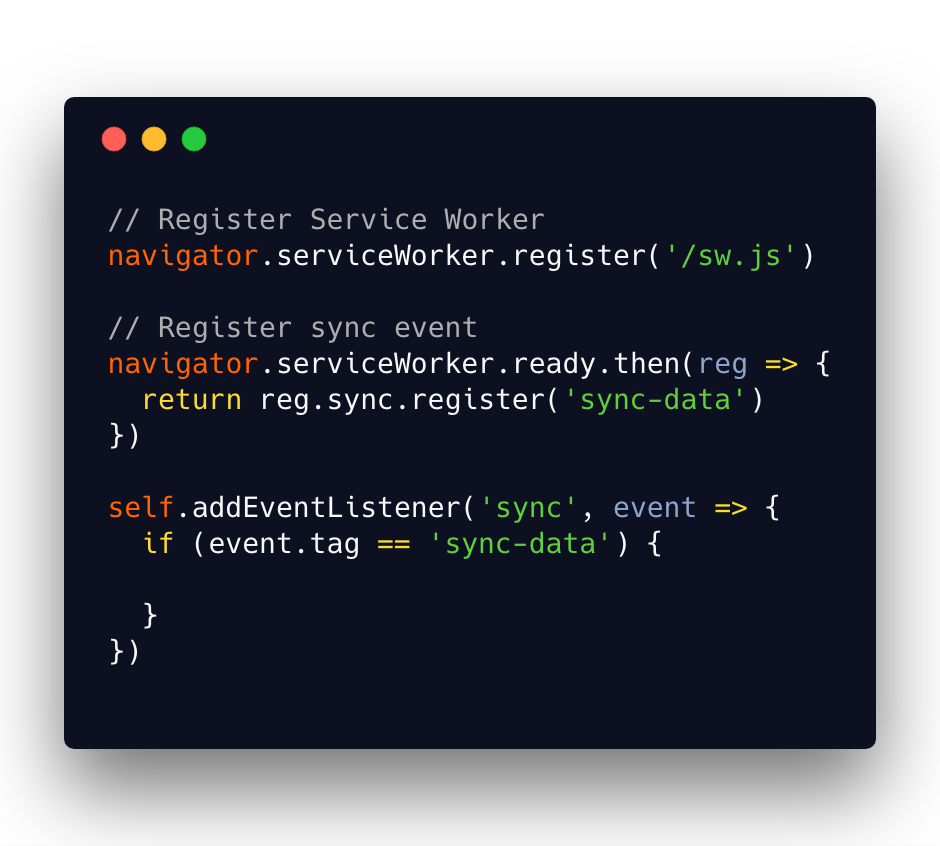 // Register Service Worker
navigator.serviceWorker.register('/sw.js')

// Register sync event
navigator.serviceWorker.ready.then(reg => {
  return reg.sync.register('sync-data')
})

self.addEventListener('sync', event => {
  if (event.tag == 'sync-data') {

  }
})